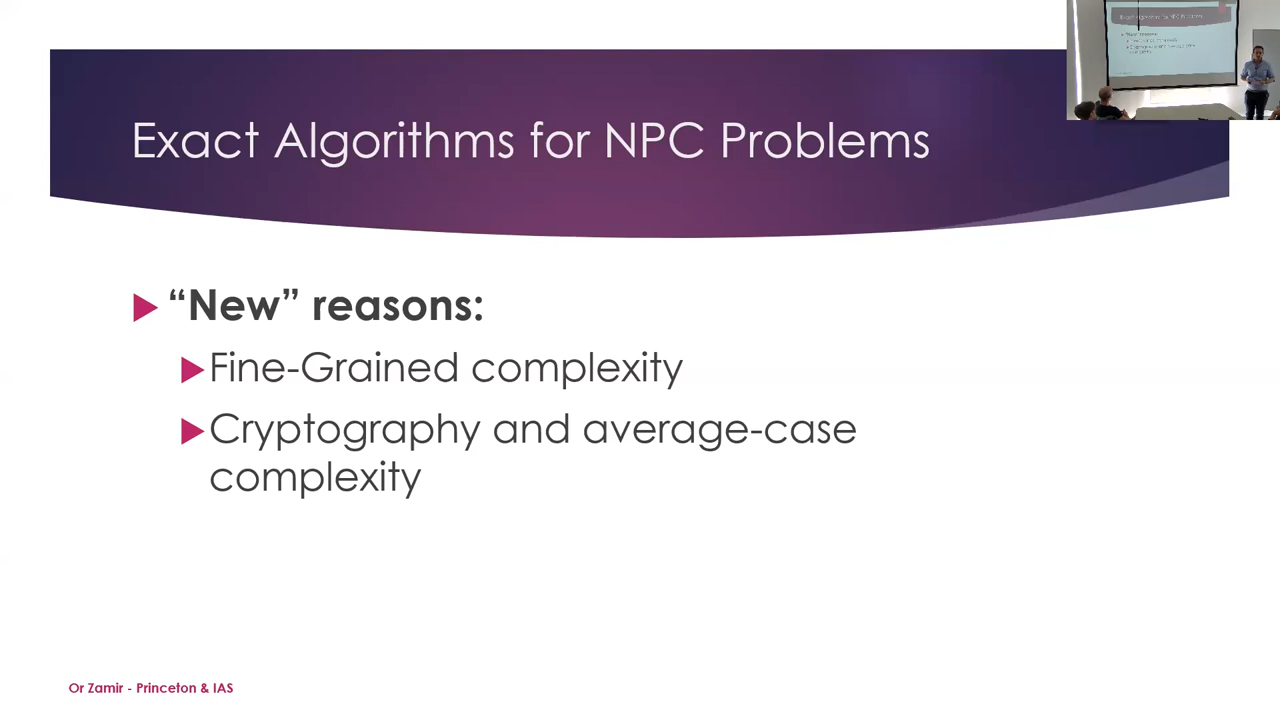 Exact Algorithms for NPC Problems
“New” reasons:
Fine-Grained complexity
Cryptography and average-case
complexity
Or Zamir - Princeton & IAS